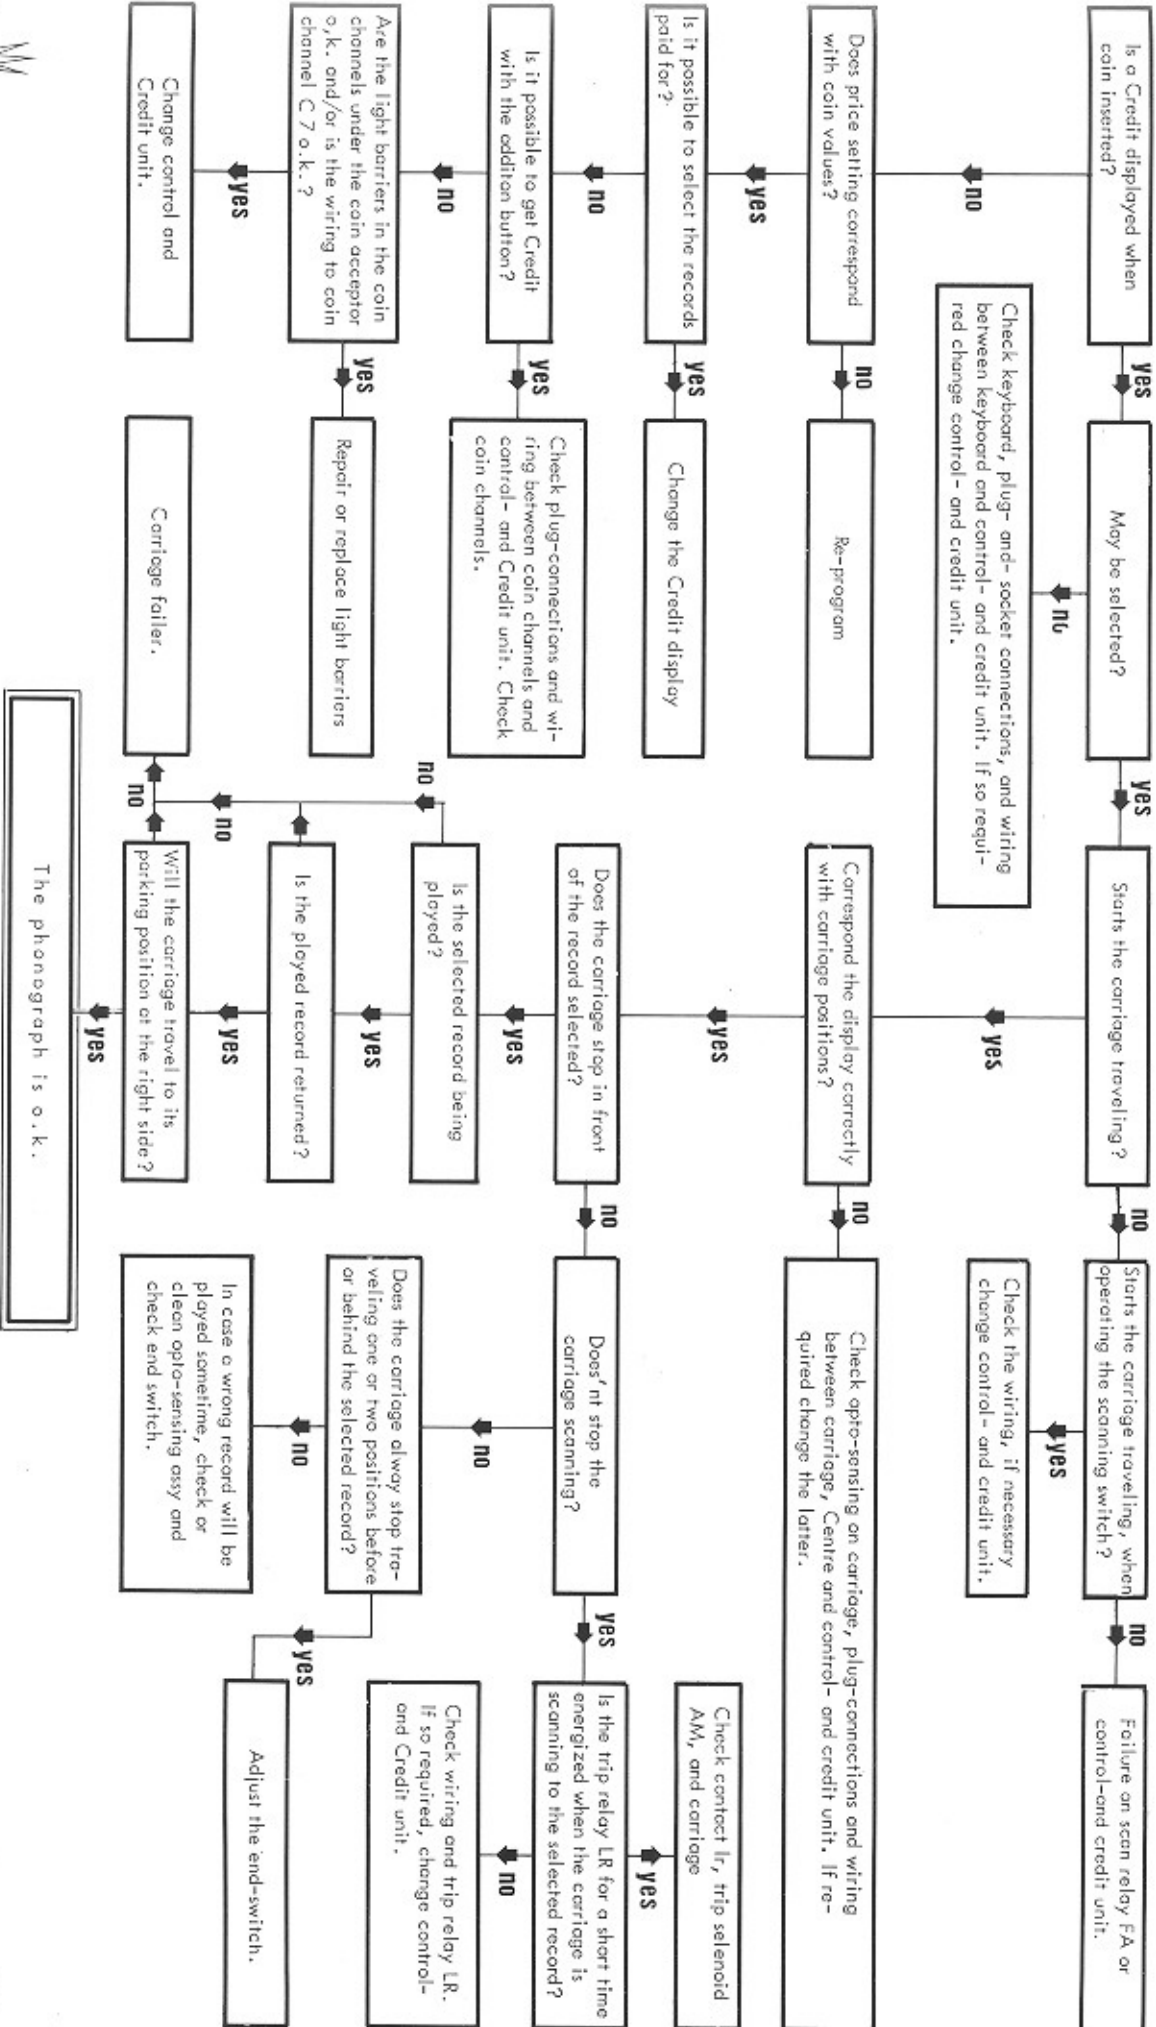 Is a Credit displayed when
coin inserted?
yes
no
May be selected?
yes
no
Starts the carriage traveling?
no
yes
Starts the carriage traveling, when
operating the scanning switch?
no
yes
Failure on scan relay FA or
control-and credit unit.
Check keyboard, plug- and- socket connections, and wiring
between keyboard and control- and credit unit. If so requi-
red change control- and credit unit.
Check the wiring, if necessary
change control- and credit unit.
Does price setting correspond
with coin values?
no
yes
Re-program
Correspond the display correctly
with carriage positions?
no
yes
Check opto-sensing on carriage, plug-connections and wiring
between carriage, Centre and control- and credit unit. If re-
quired change the latter.
Is it possible to select the records
paid for?
yes
no
Change the Credit display
Check contact lr, trip selenoid
AM, and carriage
Is it possible to get Credit
with the additon button?
yes
no
Check plug-connections and wi-
ring between coin channels and
control- and Credit unit. Check
coin channels.
Does the carriage stop in front
of the record selected?
no
yes
Does'nt stop the
carriage scanning?
yes
no
Is the trip relay LR for a short time
energized when the carriage is
scanning to the selected record?
yes
no
Are the light barriers in the coin
channels under the coin acceptor
o,k. and/or is the wiring to coin
channel C 7 o.k. ?
yes
yes
Repair or replace light barriers
Is the selected record being
played?
no
yes
Does the carriage always stop tra-
veling one or two positions before
or behind the selected record?
no
yes
Check wiring and trip relay LR.
If so required, change control-
and Credit unit.
Is the played record returned?
no
yes
Adjust the end-switch.
Change control and
Credit unit.
Carriage failer.
no
Will the carriage travel to its
parking position at the right side?
yes
In case a wrong record will be
played sometime, check or
clean opto-sensing assy and
check end switch.
The phonograph is o.k.